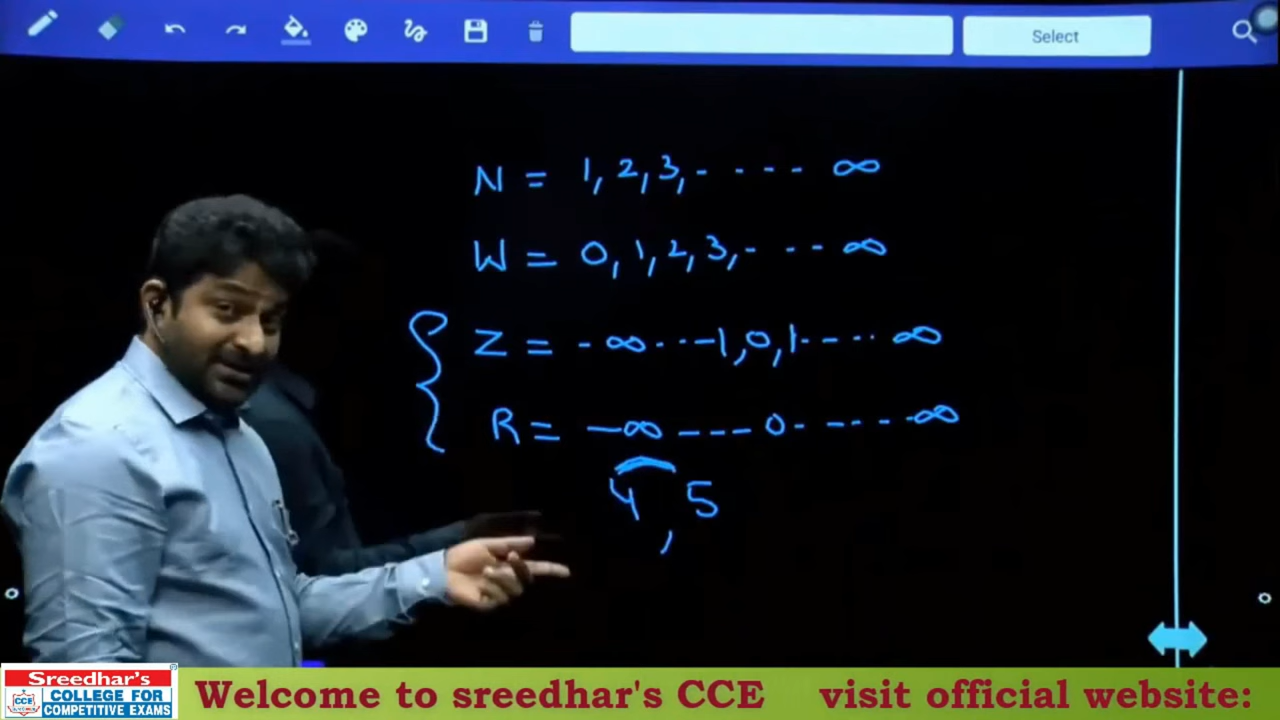 Select
N = 1, 2, 3, - - - - ∞
W = 0, 1, 2, 3, - - - - ∞
Z = - ∞ - - - -1, 0, 1 - - - - - ∞
R = - ∞ - - - 0 - - - - - ∞
4, 5
Sreedhar's
CCE
COLLEGE FOR
COMPETITIVE EXAMS
Welcome to sreedhar's CCE visit official website: